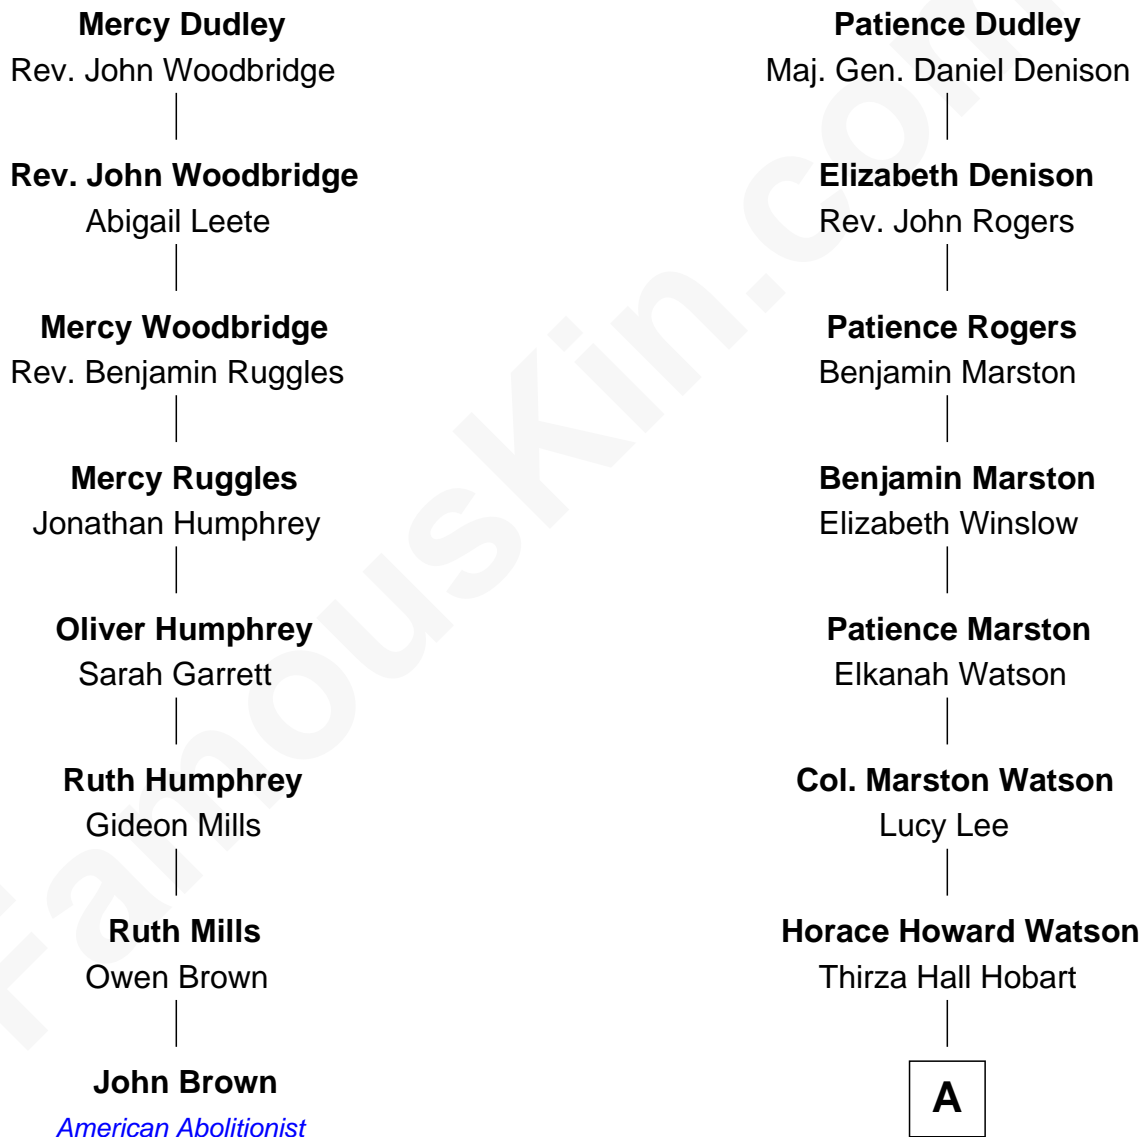 Mercy Dudley
Rev. John Woodbridge
Rev. John Woodbridge
Abigail Leete
Mercy Woodbridge
Rev. Benjamin Ruggles
Mercy Ruggles
Jonathan Humphrey
Oliver Humphrey
Sarah Garrett
Ruth Humphrey
Gideon Mills
Ruth Mills
Owen Brown
John Brown
American Abolitionist
Patience Dudley
Maj. Gen. Daniel Denison
Elizabeth Denison
Rev. John Rogers
Patience Rogers
Benjamin Marston
Benjamin Marston
Elizabeth Winslow
Patience Marston
Elkanah Watson
Col. Marston Watson
Lucy Lee
Horace Howard Watson
Thirza Hall Hobart
A
FamousKin.com